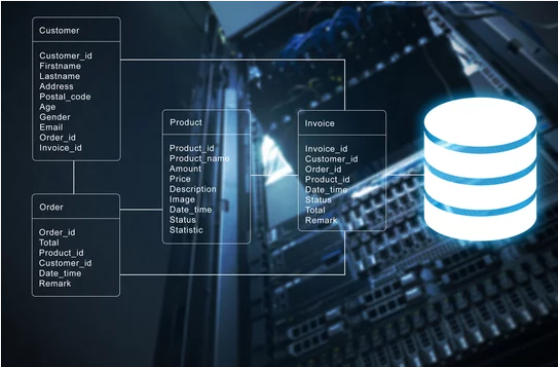 Customer
Customer_id
Firstname
Lastname
Address
Postal_code
Age
Gender
Email
Order_id
Invoice_id
Order
Order_id
Total
Product_id
Customer_id
Date_time
Remark
Product
Product_id
Product_name
Amount
Price
Description
Image
Date_time
Status
Statistic
Invoice
Invoice_id
Customer_id
Order_id
Product_id
Date_time
Status
Total
Remark